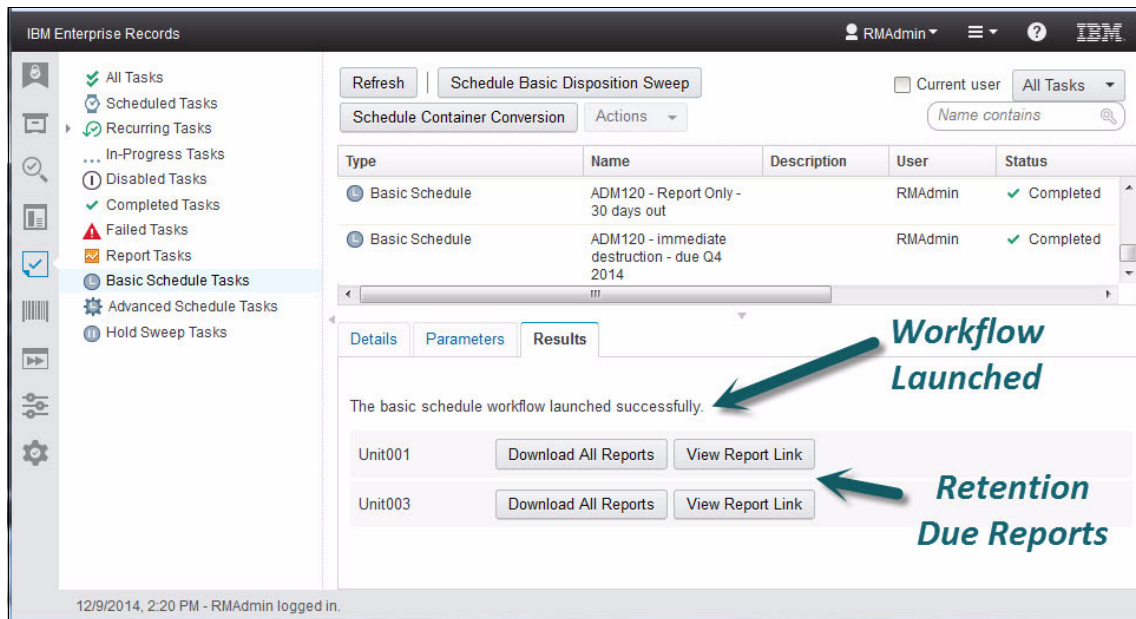 IBM Enterprise Records
RMAdmin
?
IBM.
All Tasks
Scheduled Tasks
Recurring Tasks
In-Progress Tasks
Disabled Tasks
Completed Tasks
Failed Tasks
Report Tasks
Basic Schedule Tasks
Advanced Schedule Tasks
Hold Sweep Tasks
Refresh
Schedule Basic Disposition Sweep
Current user
All Tasks
Schedule Container Conversion
Actions
Name contains
Type Name Description User Status
Basic Schedule ADM120 - Report Only - RMAdmin Completed
30 days out
Basic Schedule ADM120 - immediate RMAdmin Completed
destruction - due Q4
2014
Details Parameters Results
Workflow
Launched
The basic schedule workflow launched successfully.
Unit001 Download All Reports View Report Link
Unit003 Download All Reports View Report Link
Retention
Due Reports
12/9/2014, 2:20 PM - RMAdmin logged in.